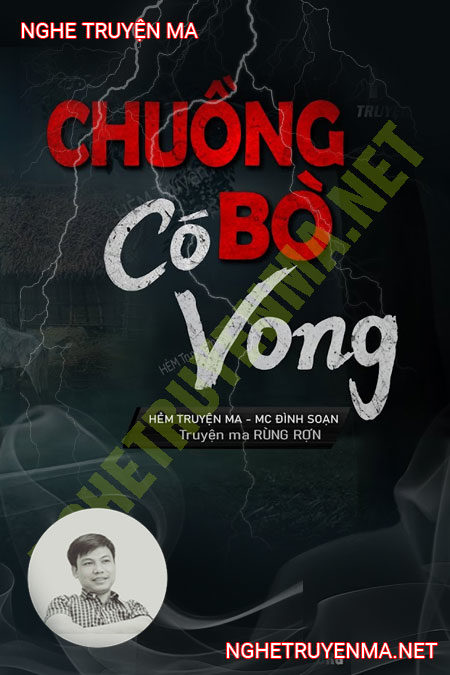 NGHE TRUYỆN MA
CHUỒNG
BÒ
Có
Vong
HẺM TRUYỆN MA - MC ĐÌNH SOẠN
Truyện ma RÙNG RỢN
NGHETRUYENMA.NET
NGHETRUYENMA.NET